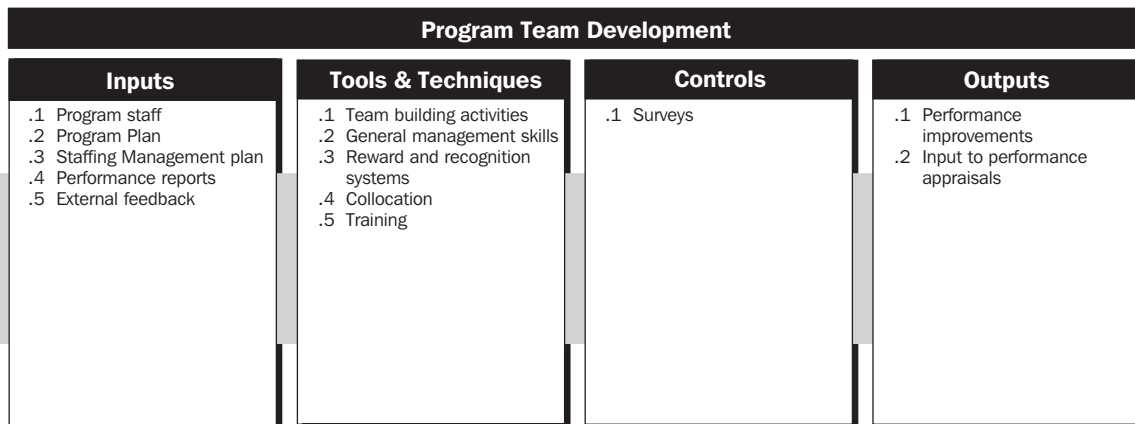 Program Team Development
Inputs
.1 Program staff
.2 Program Plan
.3 Staffing Management plan
.4 Performance reports
.5 External feedback
Tools & Techniques
.1 Team building activities
.2 General management skills
.3 Reward and recognition
systems
.4 Collocation
.5 Training
Controls
.1 Surveys
Outputs
.1 Performance
improvements
.2 Input to performance
appraisals